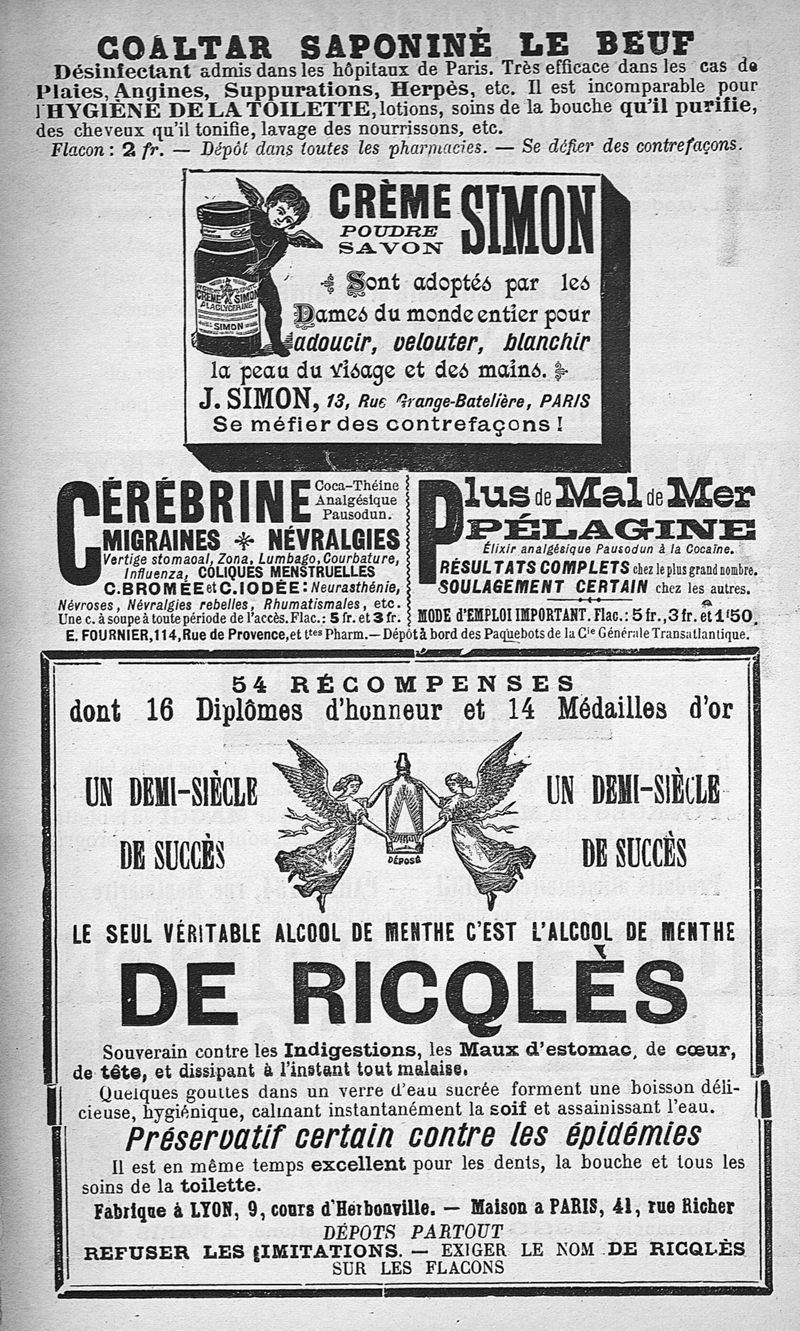 COALTAR SAPONINÉ LE BEUF
Désinfectant admis dans les hôpitaux de Paris. Très efficace dans les cas de
Plaies, Angines, Suppurations, Herpès, etc. Il est incomparable pour
l'HYGIÈNE DE LA TOILETTE, lotions, soins de la bouche qu'il purifie,
des cheveux qu'il tonifie, lavage des nourrissons, etc.
Flacon : 2 fr. — Dépôt dans toutes les pharmacies. — Se défier des contrefaçons.
CRÈME SIMON
POUDRE
SAVON
CRÈME SIMON
A LA GLYCERINE
SIMON
Sont adoptés par les
Dames du monde entier pour
adoucir, velouter, blanchir
la peau du visage et des mains.
J. SIMON, 13, Rue Grange-Batelière, PARIS
Se méfier des contrefaçons !
CÉRÉBRINE Coca-Théine
Analgésique
Pausodun.
MIGRAINES * NÉVRALGIES
Vertige stomacal, Zona, Lumbago, Courbature,
Influenza, COLIQUES MENSTRUELLES
C. BROMÉE et C. IODÉE : Neurasthénie,
Névroses, Névralgies rebelles, Rhumatismales, etc.
Une c. à soupe à toute période de l'accès. Flac. : 5 fr. et 3 fr.
Plus de Mal de Mer
PÉLAGINE
Élixir analgésique Pausodun à la Cocaïne.
RÉSULTATS COMPLETS chez le plus grand nombre.
SOULAGEMENT CERTAIN chez les autres.
MODE d'EMPLOI IMPORTANT. Flac. : 5 fr., 3 fr. et 1f50.
E. FOURNIER, 114, Rue de Provence, et ttes Pharm. — Dépôt à bord des Paquebots de la Cie Générale Transatlantique.
54 RÉCOMPENSES
dont 16 Diplômes d'honneur et 14 Médailles d'or
UN DEMI-SIÈCLE
DE SUCCÈS
DÉPOSÉ
UN DEMI-SIÈCLE
DE SUCCÈS
LE SEUL VÉRITABLE ALCOOL DE MENTHE C'EST L'ALCOOL DE MENTHE
DE RICQLÈS
Souverain contre les Indigestions, les Maux d'estomac, de cœur,
de tête, et dissipant à l'instant tout malaise.
Quelques gouttes dans un verre d'eau sucrée forment une boisson déli-
cieuse, hygiénique, calmant instantanément la soif et assainissant l'eau.
Préservatif certain contre les épidémies
Il est en même temps excellent pour les dents, la bouche et tous les
soins de la toilette.
Fabrique à LYON, 9, cours d'Herbouville. — Maison a PARIS, 41, rue Richer
DÉPOTS PARTOUT
REFUSER LES IMITATIONS. — EXIGER LE NOM DE RICQLÈS
SUR LES FLACONS